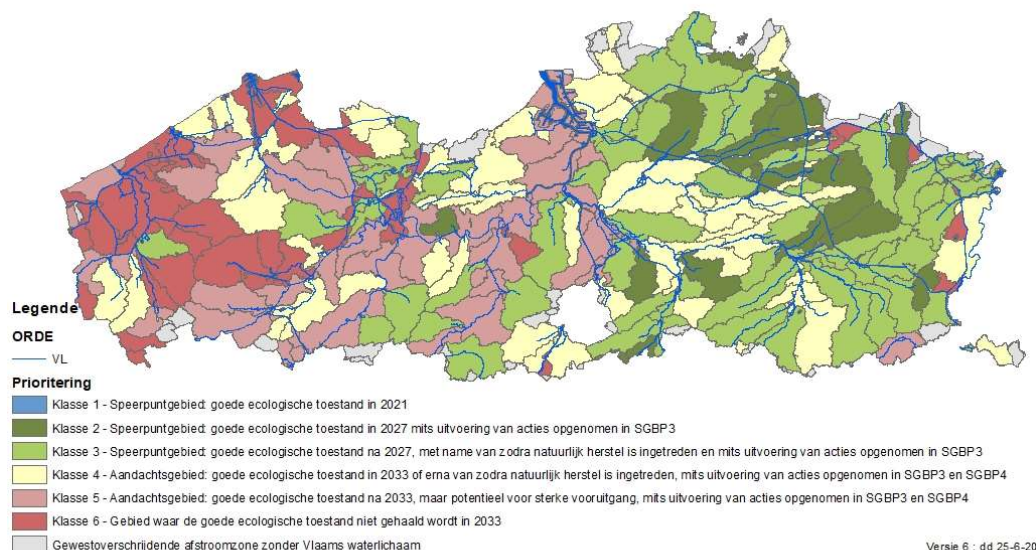 Legende
ORDE
VL
Prioritering
Klasse 1 - Speerpuntgebied: goede ecologische toestand in 2021
Klasse 2 - Speerpuntgebied: goede ecologische toestand in 2027 mits uitvoering van acties opgenomen in SGBP3
Klasse 3 - Speerpuntgebied: goede ecologische toestand na 2027, met name van zodra natuurlijk herstel is ingetreden en mits uitvoering van acties opgenomen in SGBP3
Klasse 4 - Aandachtsgebied: goede ecologische toestand in 2033 of erna van zodra natuurlijk herstel is ingetreden, mits uitvoering van acties opgenomen in SGBP3 en SGBP4
Klasse 5 - Aandachtsgebied: goede ecologische toestand na 2033, maar potentieel voor sterke vooruitgang, mits uitvoering van acties opgenomen in SGBP3 en SGBP4
Klasse 6 - Gebied waar de goede ecologische toestand niet gehaald wordt in 2033
Gewestoverschrijdende afstroomzone zonder Vlaams waterlichaam
Versie 6 : dd 25-6-20